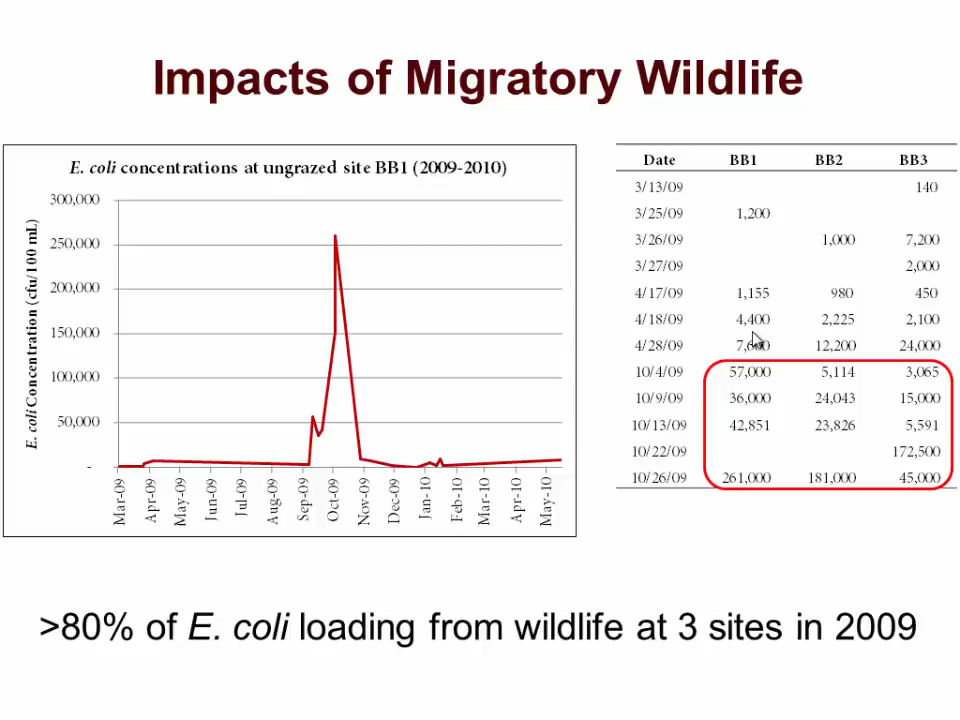 Impacts of Migratory Wildlife
E. coli concentrations at ungrazed site BB1 (2009-2010)
E. coli Concentration (cfu/100 mL)
300,000
250,000
200,000
150,000
100,000
50,000
-
Mar-09 Apr-09 May-09 Jun-09 Jul-09 Aug-09 Sep-09 Oct-09 Nov-09 Dec-09 Jan-10 Feb-10 Mar-10 Apr-10 May-10
Date BB1 BB2 BB3
3/13/09 140
3/25/09 1,200
3/26/09 1,000 7,200
3/27/09 2,000
4/17/09 1,155 980 450
4/18/09 4,400 2,225 2,100
4/28/09 12,200 24,000
10/4/09 57,000 5,114 3,065
10/9/09 36,000 24,043 15,000
10/13/09 42,851 23,826 5,591
10/22/09 172,500
10/26/09 261,000 181,000 45,000
>80% of E. coli loading from wildlife at 3 sites in 2009